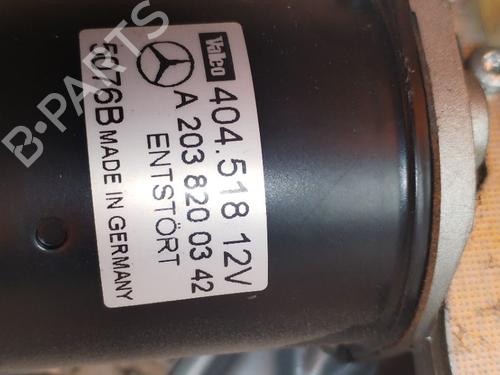 Valeo
404.518 12V
A 203 820 03 42
ENTSTÖRT
5076B MADE IN GERMANY
B-PARTS